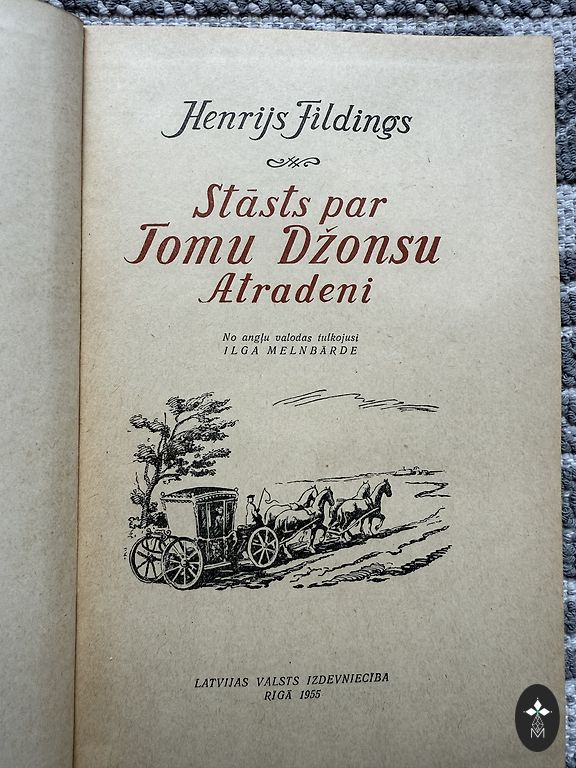 Henrijs Fildings
Stāsts par
Tomu Džonsu
Atradeni
No angļu valodas tulkojusi
ILGA MELNBĀRDE
LATVIJAS VALSTS IZDEVNIECĪBA
RĪGĀ 1955
M